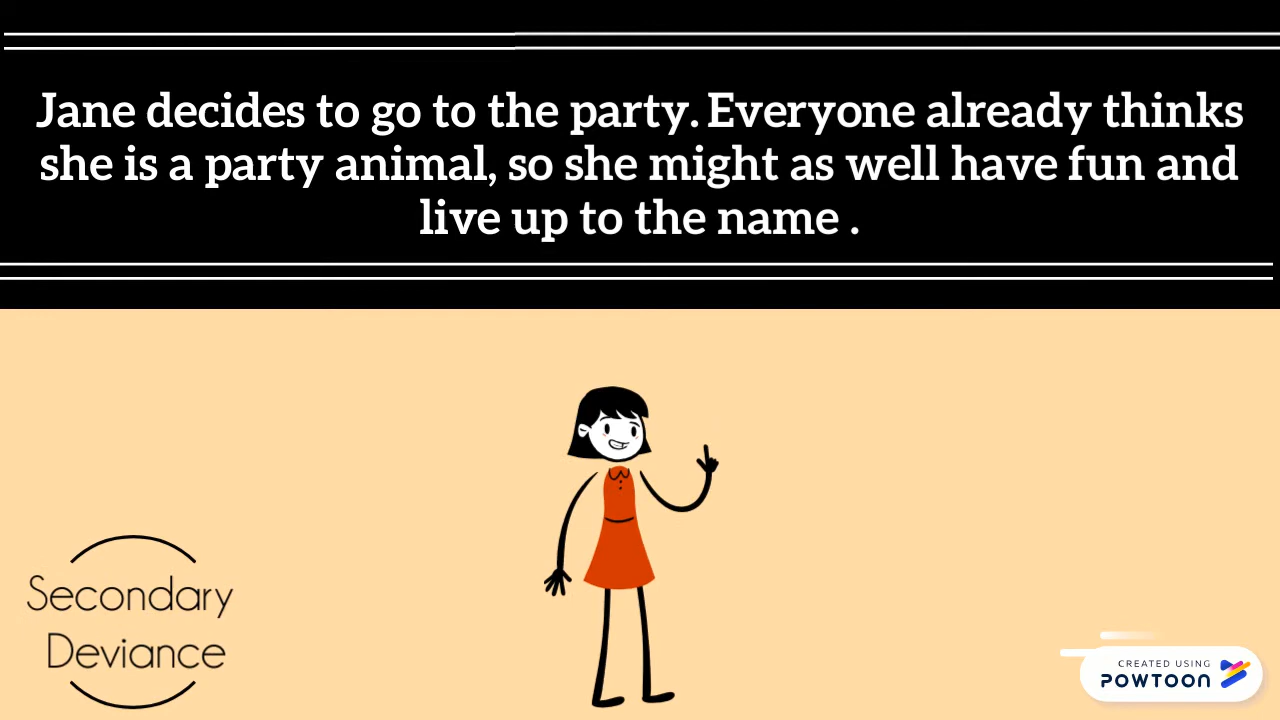 Jane decides to go to the party. Everyone already thinks
she is a party animal, so she might as well have fun and
live up to the name .
Secondary
Deviance
CREATED USING
POWTOON